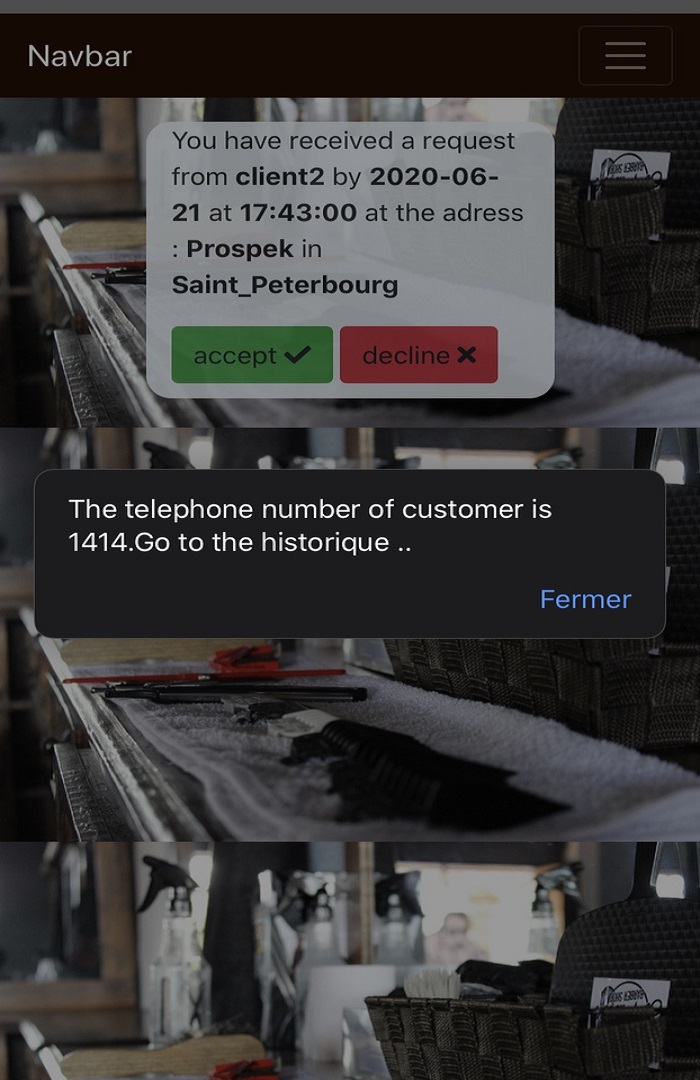 Navbar
You have received a request
from client2 by 2020-06-
21 at 17:43:00 at the adress
: Prospek in
Saint_Peterbourg
accept decline
The telephone number of customer is
1414.Go to the historique ..
Fermer